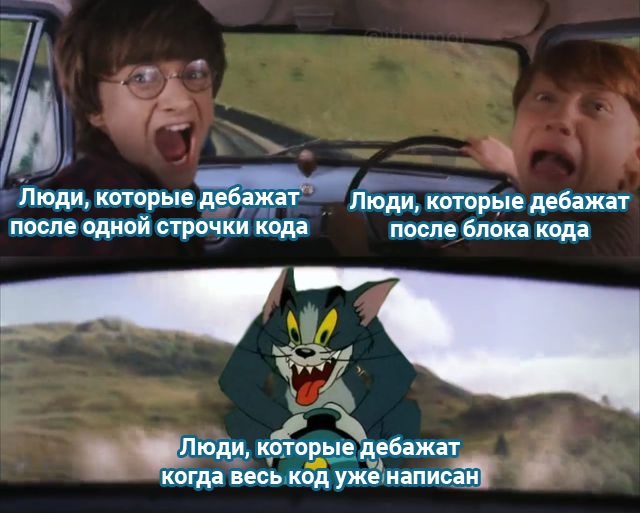 @ithumor
Люди, которые дебажат
после одной строчки кода
Люди, которые дебажат
после блока кода
Люди, которые дебажат
когда весь код уже написан